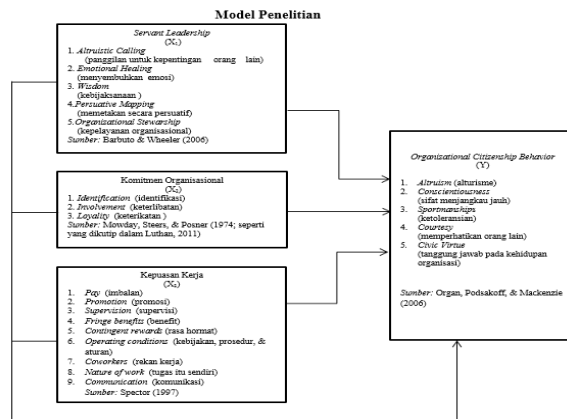 Model Penelitian
Servant Leadership
(X₁)
1. Altruistic Calling
(panggilan untuk kepentingan orang lain)
2. Emotional Healing
(menyembuhkan emosi)
3. Wisdom
(kebijaksanaan )
4.Persuative Mapping
(memetakan secara persuatif)
5.Organisational Stewarship
(kepelayanan organisasional)
Sumber: Barbuto & Wheeler (2006)
Komitmen Organisasional
(X₂)
1. Identification (identifikasi)
2. Involvement (keterlibatan)
3. Loyality (keterikatan )
Sumber: Mowday, Steers, & Posner (1974; seperti
yang dikutip dalam Luthan, 2011)
Kepuasan Kerja
(X₃)
1. Pay (imbalan)
2. Promotion (promosi)
3. Supervision (supervisi)
4. Fringe benefits (benefit)
5. Contingent rewards (rasa hormat)
6. Operating conditions (kebijakan, prosedur, &
aturan)
7. Coworkers (rekan kerja)
8. Nature of work (tugas itu sendiri)
9. Communication (komunikasi)
Sumber: Spector (1997)
Organisational Citizenship Behavior
(Y)
1. Altruism (alturisme)
2. Conscientiousness
(sifat menjangkau jauh)
3. Sportmanships
(ketoleransian)
4. Courtesy
(memperhatikan orang lain)
5. Civic Virtue
(tanggung jawab pada kehidupan
organisasi)
Sumber: Organ, Podsakoff, & Mackenzie
(2006)